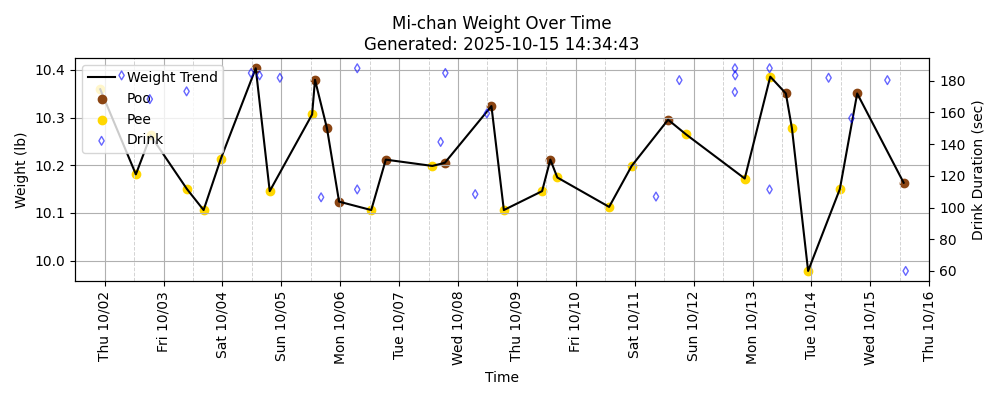 Mi-chan Weight Over Time
Generated: 2025-10-15 14:34:43
Weight (lb)
10.4
10.3
10.2
10.1
10.0
Weight Trend
Poo
Pee
Drink
180
160
140
120
100
80
60
Drink Duration (sec)
Thu 10/02
Fri 10/03
Sat 10/04
Sun 10/05
Mon 10/06
Tue 10/07
Wed 10/08
Thu 10/09
Fri 10/10
Sat 10/11
Sun 10/12
Mon 10/13
Tue 10/14
Wed 10/15
Thu 10/16
Time